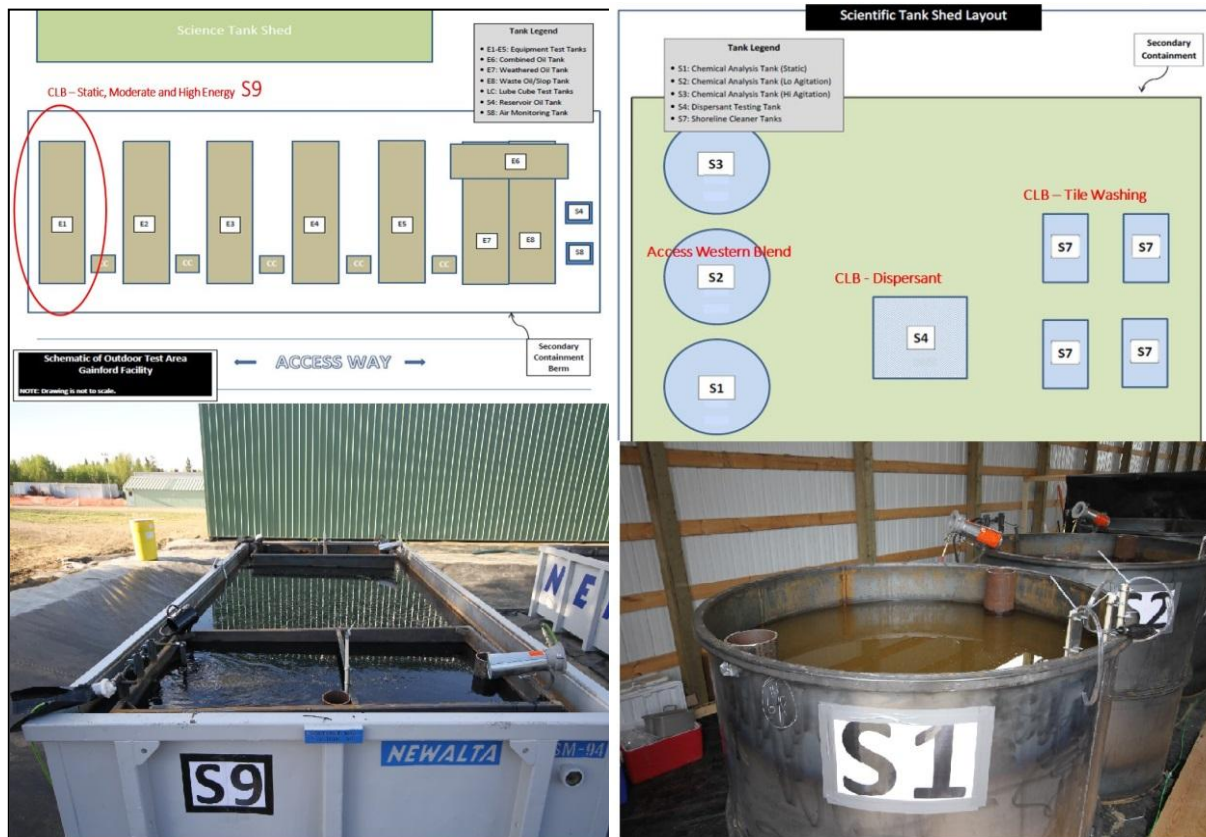 Science Tank Shed
Tank Legend
• E1-E5: Equipment Test Tanks
• E6: Combined Oil Tank
• E7: Weathered Oil Tank
• E8: Waste Oil/Slop Tank
• LC: Lube Cube Test Tanks
• S4: Reservoir Oil Tank
• S8: Air Monitoring Tank
CLB – Static, Moderate and High Energy S9
E6
E1
E2
E3
E4
E5
E7
E8
S4
S8
CC
CC
CC
CC
CC
Schematic of Outdoor Test Area
Gainford Facility
NOTE: Drawing is not to scale.
ACCESS WAY
Secondary
Containment
Berm
Scientific Tank Shed Layout
Tank Legend
• S1: Chemical Analysis Tank (Static)
• S2: Chemical Analysis Tank (Lo Agitation)
• S3: Chemical Analysis Tank (Hi Agitation)
• S4: Dispersant Testing Tank
• S7: Shoreline Cleaner Tanks
Secondary
Containment
S3
CLB – Tile Washing
S7
S7
Access Western Blend
S2
CLB - Dispersant
S4
S7
S7
S1
NE
S9
NEWALTA
SM-94
S1
S2